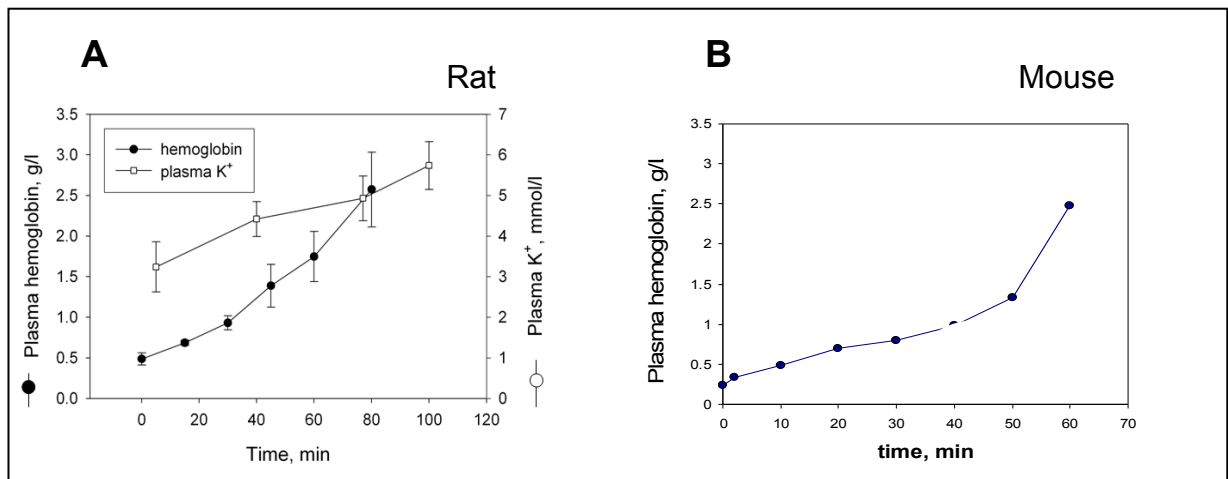 A
Rat
3.5
3.0
2.5
2.0
1.5
1.0
0.5
0.0
Plasma hemoglobin, g/l
hemoglobin
plasma K+
7
6
5
4
3
2
1
0
Plasma K+, mmol/l
0 20 40 60 80 100 120
Time, min
B
Mouse
3.5
3
2.5
2
1.5
1
0.5
0
Plasma hemoglobin, g/l
0 10 20 30 40 50 60 70
time, min